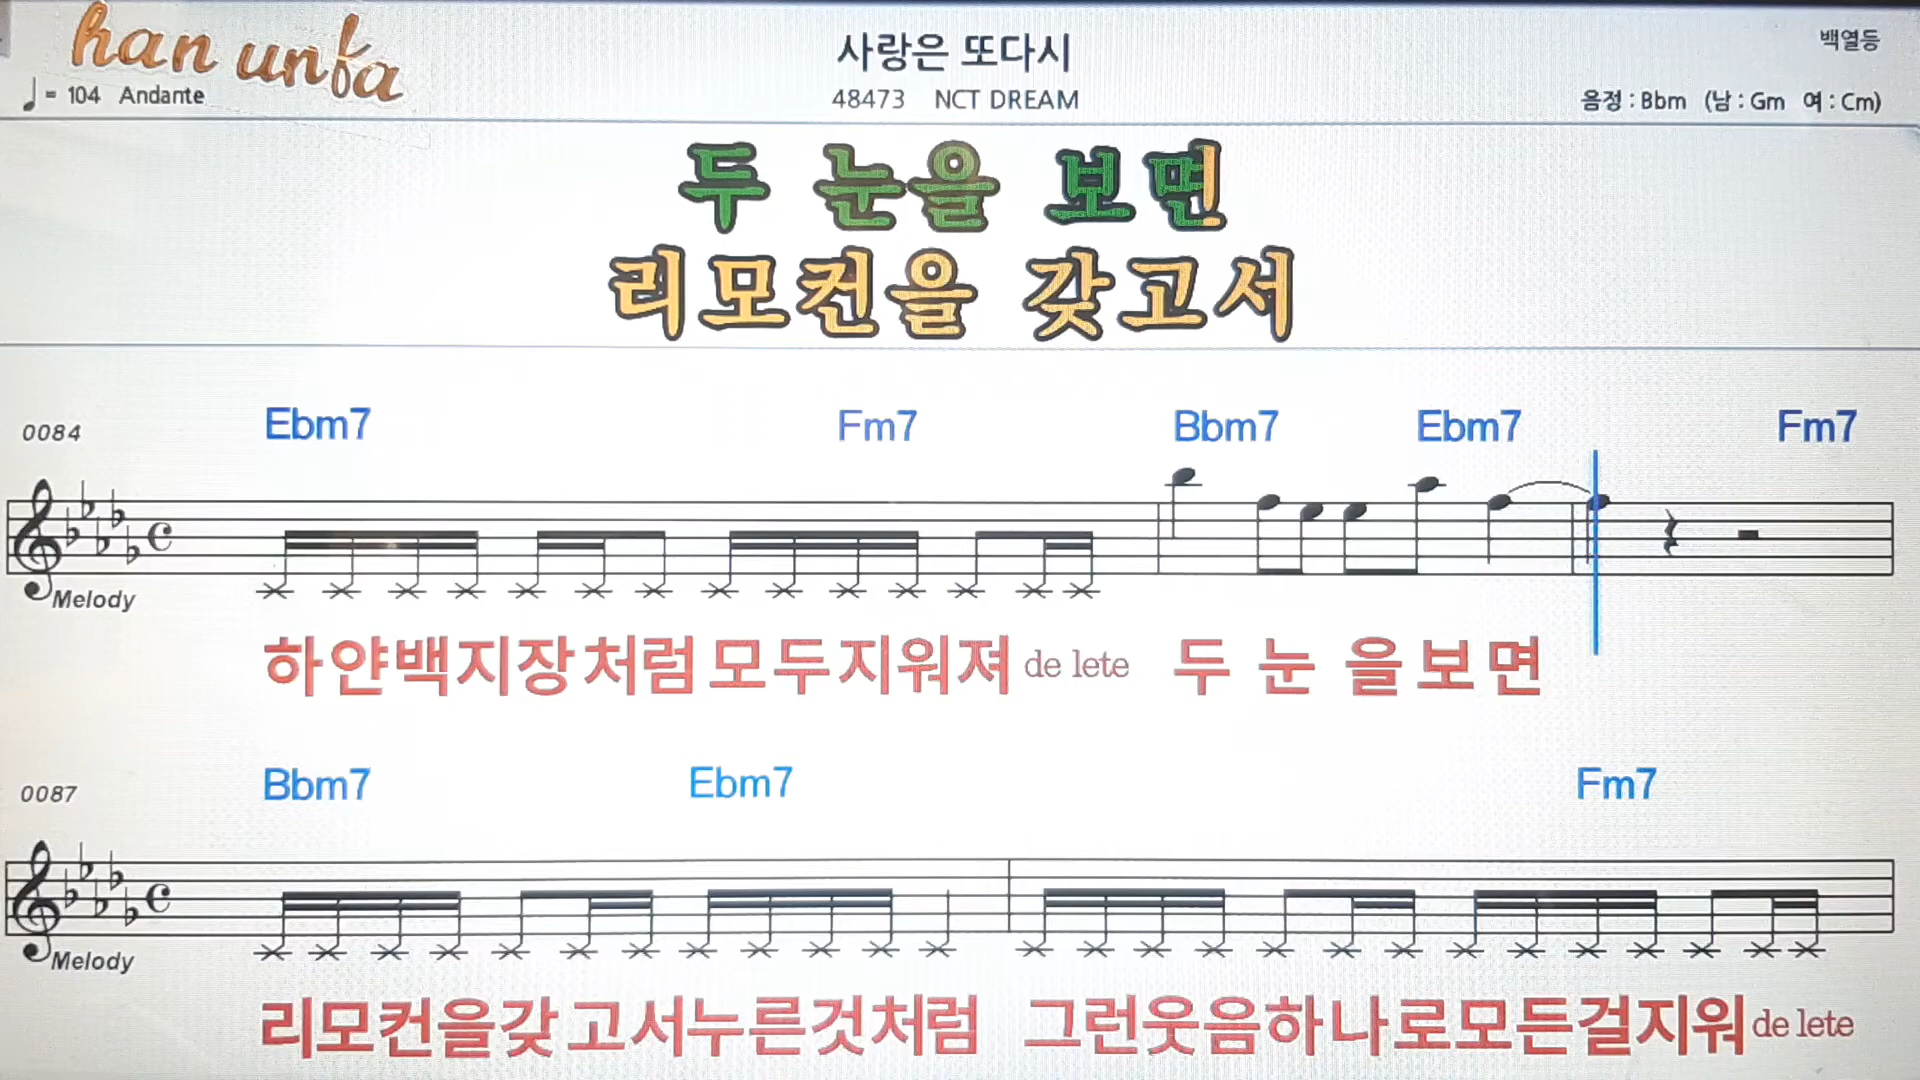 han unfa
사랑은 또다시
백열등
♩= 104 Andante
48473 NCT DREAM
음정 : Bbm (남 : Gm 여 : Cm)
두 눈을 보면
리모컨을 갖고서
0084 Ebm7 Fm7 Bbm7 Ebm7 Fm7
Melody
하얀백지장처럼모두지워져 de lete 두 눈 을보면
0087 Bbm7 Ebm7 Fm7
Melody
리모컨을갖고서누른것처럼 그런웃음하나로모든걸지워 de lete